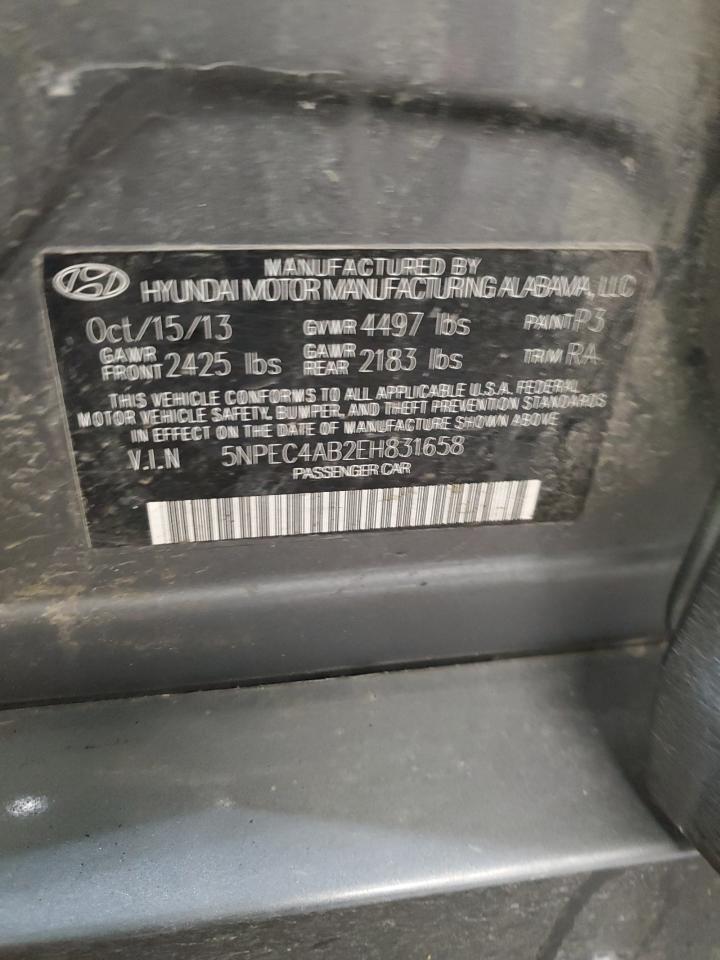 MANUFACTURED BY
HYUNDAI MOTOR MANUFACTURING ALABAMA, LLC
Oct/15/13 GVWR 4497 lbs PAINT P3
GAWR FRONT 2425 lbs GAWR REAR 2183 lbs TRIM RA
THIS VEHICLE CONFORMS TO ALL APPLICABLE U.S.A. FEDERAL
MOTOR VEHICLE SAFETY, BUMPER, AND THEFT PREVENTION STANDARDS
IN EFFECT ON THE DATE OF MANUFACTURE SHOWN ABOVE.
V.I.N 5NPEC4AB2EH831658
PASSENGER CAR